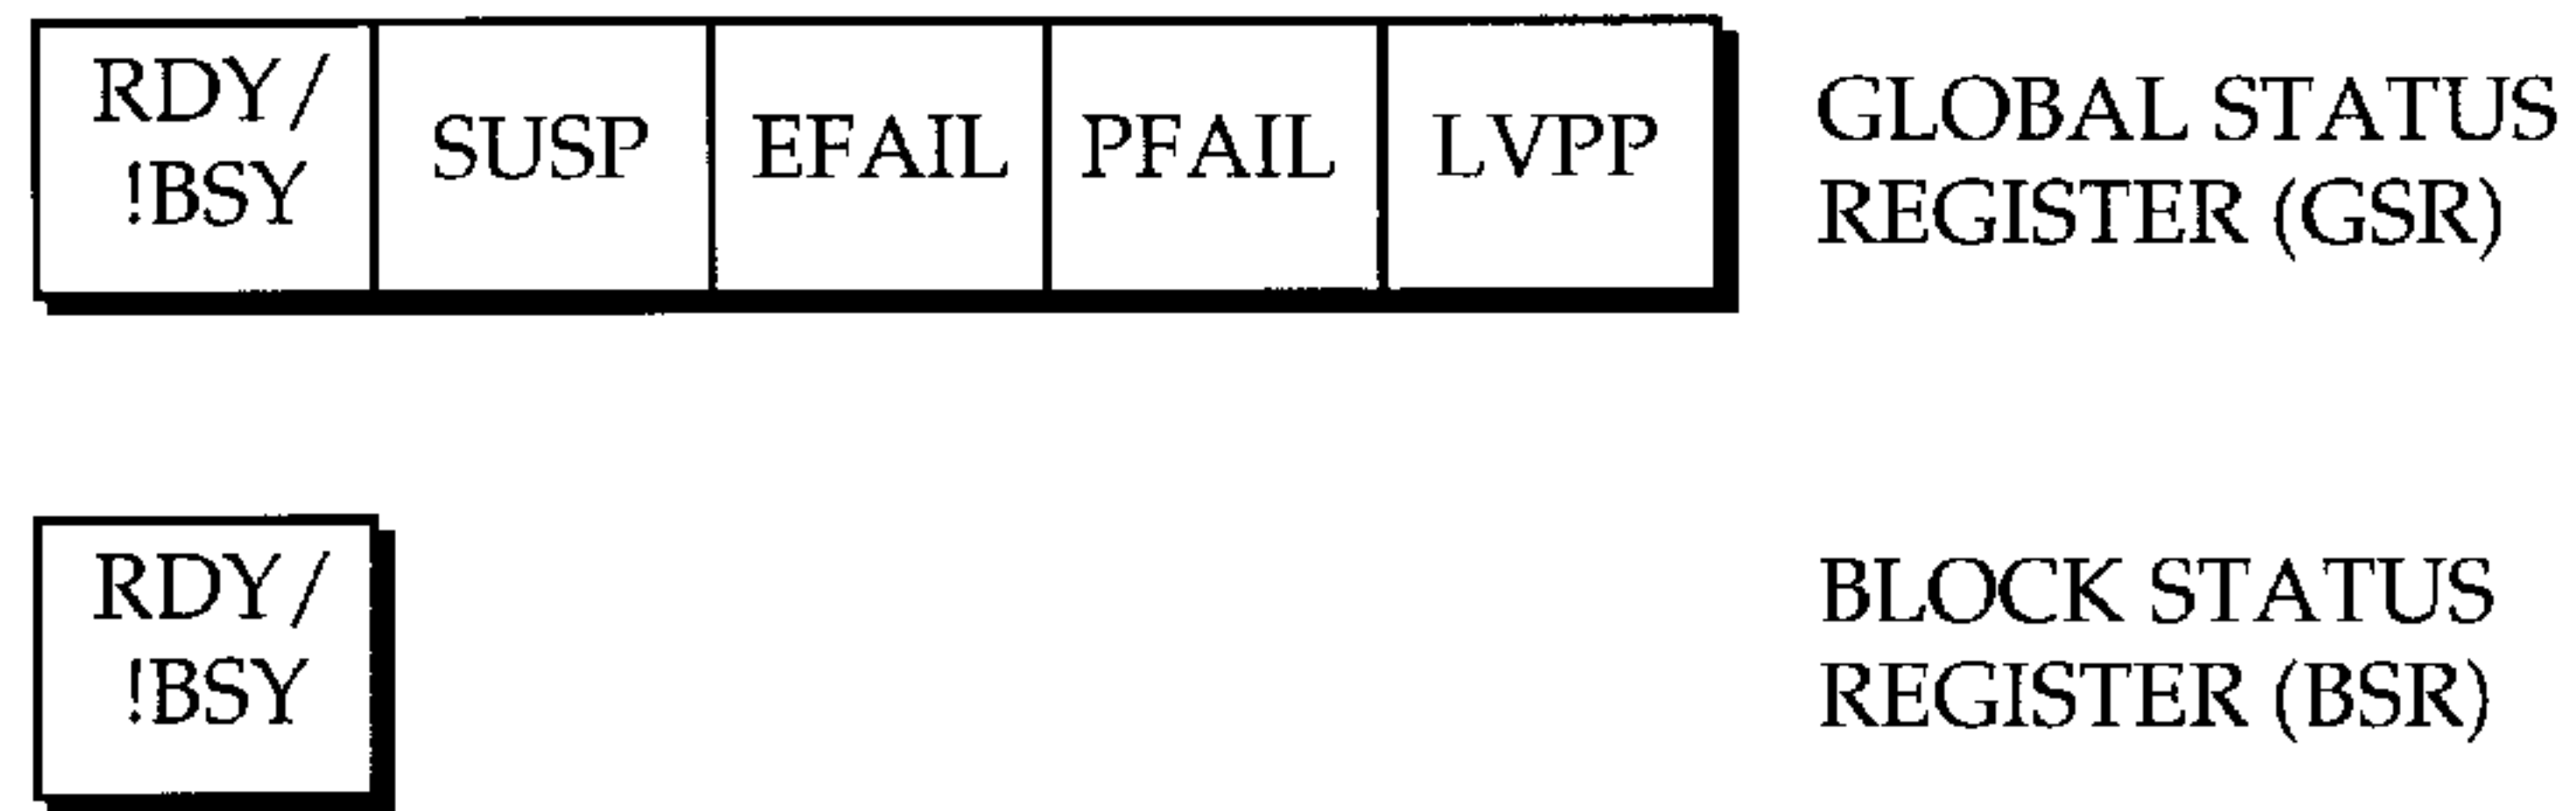 RDY/
!BSY
SUSP
EFAIL
PFAIL
LVPP
GLOBAL STATUS
REGISTER (GSR)
RDY/
!BSY
BLOCK STATUS
REGISTER (BSR)